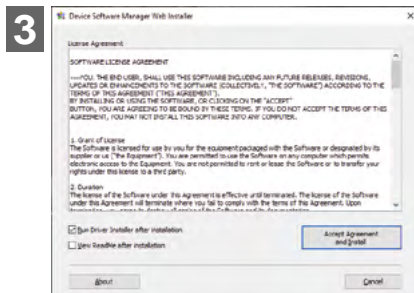 3
Device Software Manager Web Installer
License Agreement
SOFTWARE LICENSE AGREEMENT
----YOU, THE END USER, SHALL USE THIS SOFTWARE INCLUDING ANY FUTURE RELEASES, REVISIONS,
UPDATES OR ENHANCEMENTS TO THE SOFTWARE (COLLECTIVELY, "THE SOFTWARE") ACCORDING TO THE
TERMS OF THIS AGREEMENT ("THIS AGREEMENT").
BY INSTALLING OR USING THE SOFTWARE, OR CLICKING ON THE "ACCEPT"
BUTTON, YOU ARE AGREEING TO BE BOUND BY THESE TERMS. IF YOU DO NOT ACCEPT THE TERMS OF THIS
AGREEMENT, YOU MAY NOT INSTALL THIS SOFTWARE INTO ANY COMPUTER.
1. Grant of License
The Software is licensed for use by you for the equipment packaged with the Software or designated by its
supplier or us ("the Equipment"). You are permitted to use the Software on any computer which permits
electronic access to the Equipment. You are not permitted to rent or lease the Software or to transfer your
rights under this license to a third party.
2. Duration
The license of the Software under this Agreement is effective until terminated. The license of the Software
under this Agreement will terminate where you fail to comply with the terms of this Agreement. Upon
Run Driver Installer after installation.
View ReadMe after installation.
Accept Agreement
and Install
About
Cancel